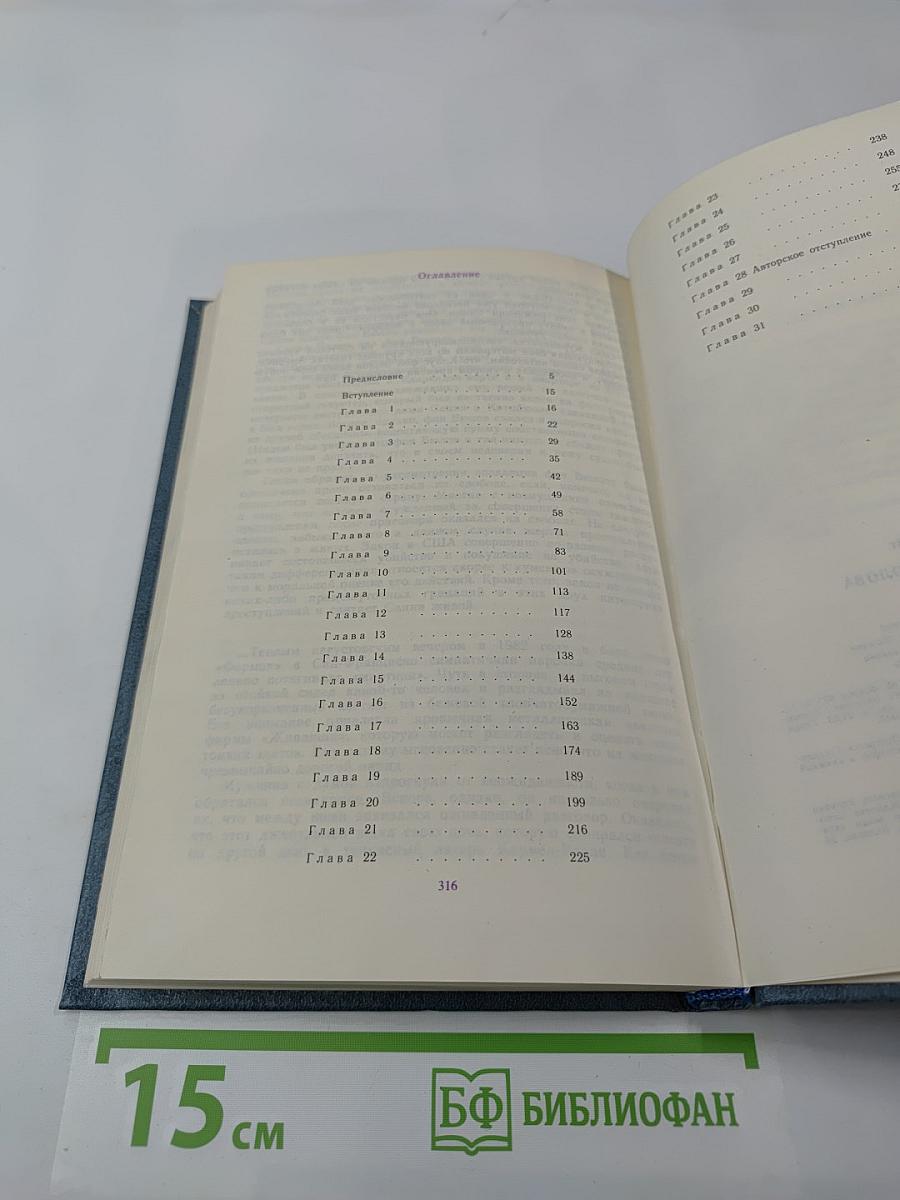 Оглавление
Предисловие . . . . . . . . . . 5
Вступление . . . . . . . . . . 15
Глава 1 . . . . . . . . . . 16
Глава 2 . . . . . . . . . . 22
Глава 3 . . . . . . . . . . 29
Глава 4 . . . . . . . . . . 35
Глава 5 . . . . . . . . . . 42
Глава 6 . . . . . . . . . . 49
Глава 7 . . . . . . . . . . 58
Глава 8 . . . . . . . . . . 71
Глава 9 . . . . . . . . . . 83
Глава 10 . . . . . . . . . . 101
Глава 11 . . . . . . . . . . 113
Глава 12 . . . . . . . . . . 117
Глава 13 . . . . . . . . . . 128
Глава 14 . . . . . . . . . . 138
Глава 15 . . . . . . . . . . 144
Глава 16 . . . . . . . . . . 152
Глава 17 . . . . . . . . . . 163
Глава 18 . . . . . . . . . . 174
Глава 19 . . . . . . . . . . 189
Глава 20 . . . . . . . . . . 199
Глава 21 . . . . . . . . . . 216
Глава 22 . . . . . . . . . . 225
316
Глава 23 . . . . . . . . . . 238
Глава 24 . . . . . . . . . . 248
Глава 25 . . . . . . . . . . 255
Глава 26 . . . . . . . . . .
Глава 27 . . . . . . . . . .
Глава 28 Авторское отступление .
Глава 29 . . . . . . . . . .
Глава 30 . . . . . . . . . .
Глава 31 . . . . . . . . . .
15 см
БФ БИБЛИОФАН